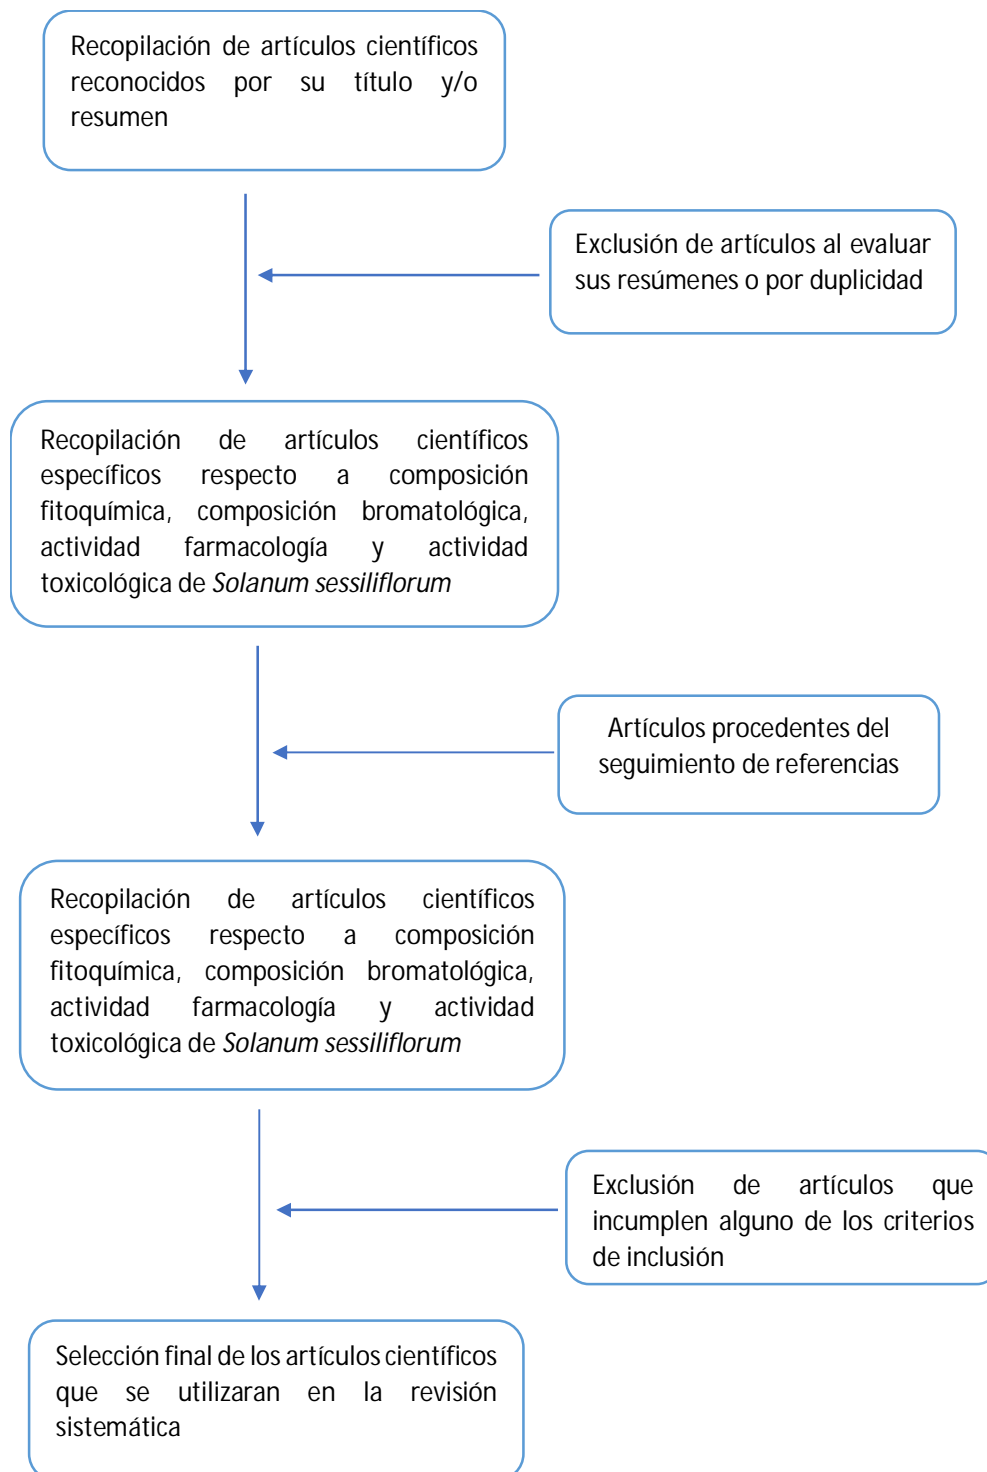 Recopilación de artículos científicos
reconocidos por su título y/o
resumen
Exclusión de artículos al evaluar
sus resúmenes o por duplicidad
Recopilación de artículos científicos
específicos respecto a composición
fitoquímica, composición bromatológica,
actividad farmacología y actividad
toxicológica de Solanum sessiliflorum
Artículos procedentes del
seguimiento de referencias
Recopilación de artículos científicos
específicos respecto a composición
fitoquímica, composición bromatológica,
actividad farmacología y actividad
toxicológica de Solanum sessiliflorum
Exclusión de artículos que
incumplen alguno de los criterios
de inclusión
Selección final de los artículos científicos
que se utilizaran en la revisión
sistemática